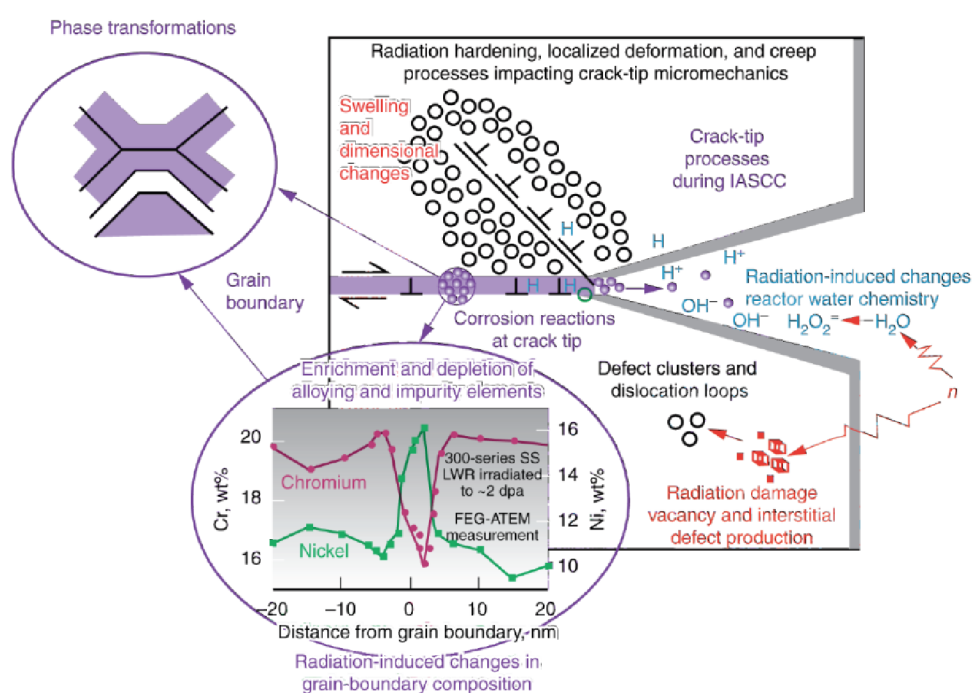 Phase transformations
Radiation hardening, localized deformation, and creep
processes impacting crack-tip micromechanics
Swelling
and
dimensional
changes
Crack-tip
processes
during IASCC
H
H
H+
H+
Radiation-induced changes
reactor water chemistry
OH−
OH−
H2O2= H2O
n
Grain
boundary
H
H
Corrosion reactions
at crack tip
Defect clusters and
dislocation loops
Radiation damage
vacancy and interstitial
defect production
Enrichment and depletion of
alloying and impurity elements
Cr, wt%
20
18
16
Chromium
Nickel
300-series SS
LWR irradiated
to ~2 dpa
FEG-ATEM
measurement
16
14
12
10
Ni, wt%
−20 −10 0 10 20
Distance from grain boundary, nm
Radiation-induced changes in
grain-boundary composition